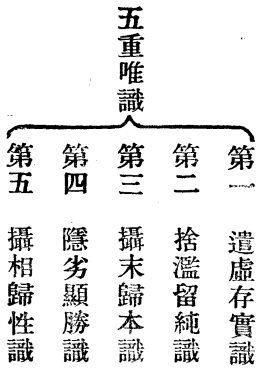 五重唯識
第一　遣虛存實識
第二　捨濫留純識
第三　攝末歸本識
第四　隱劣顯勝識
第五　攝相歸性識